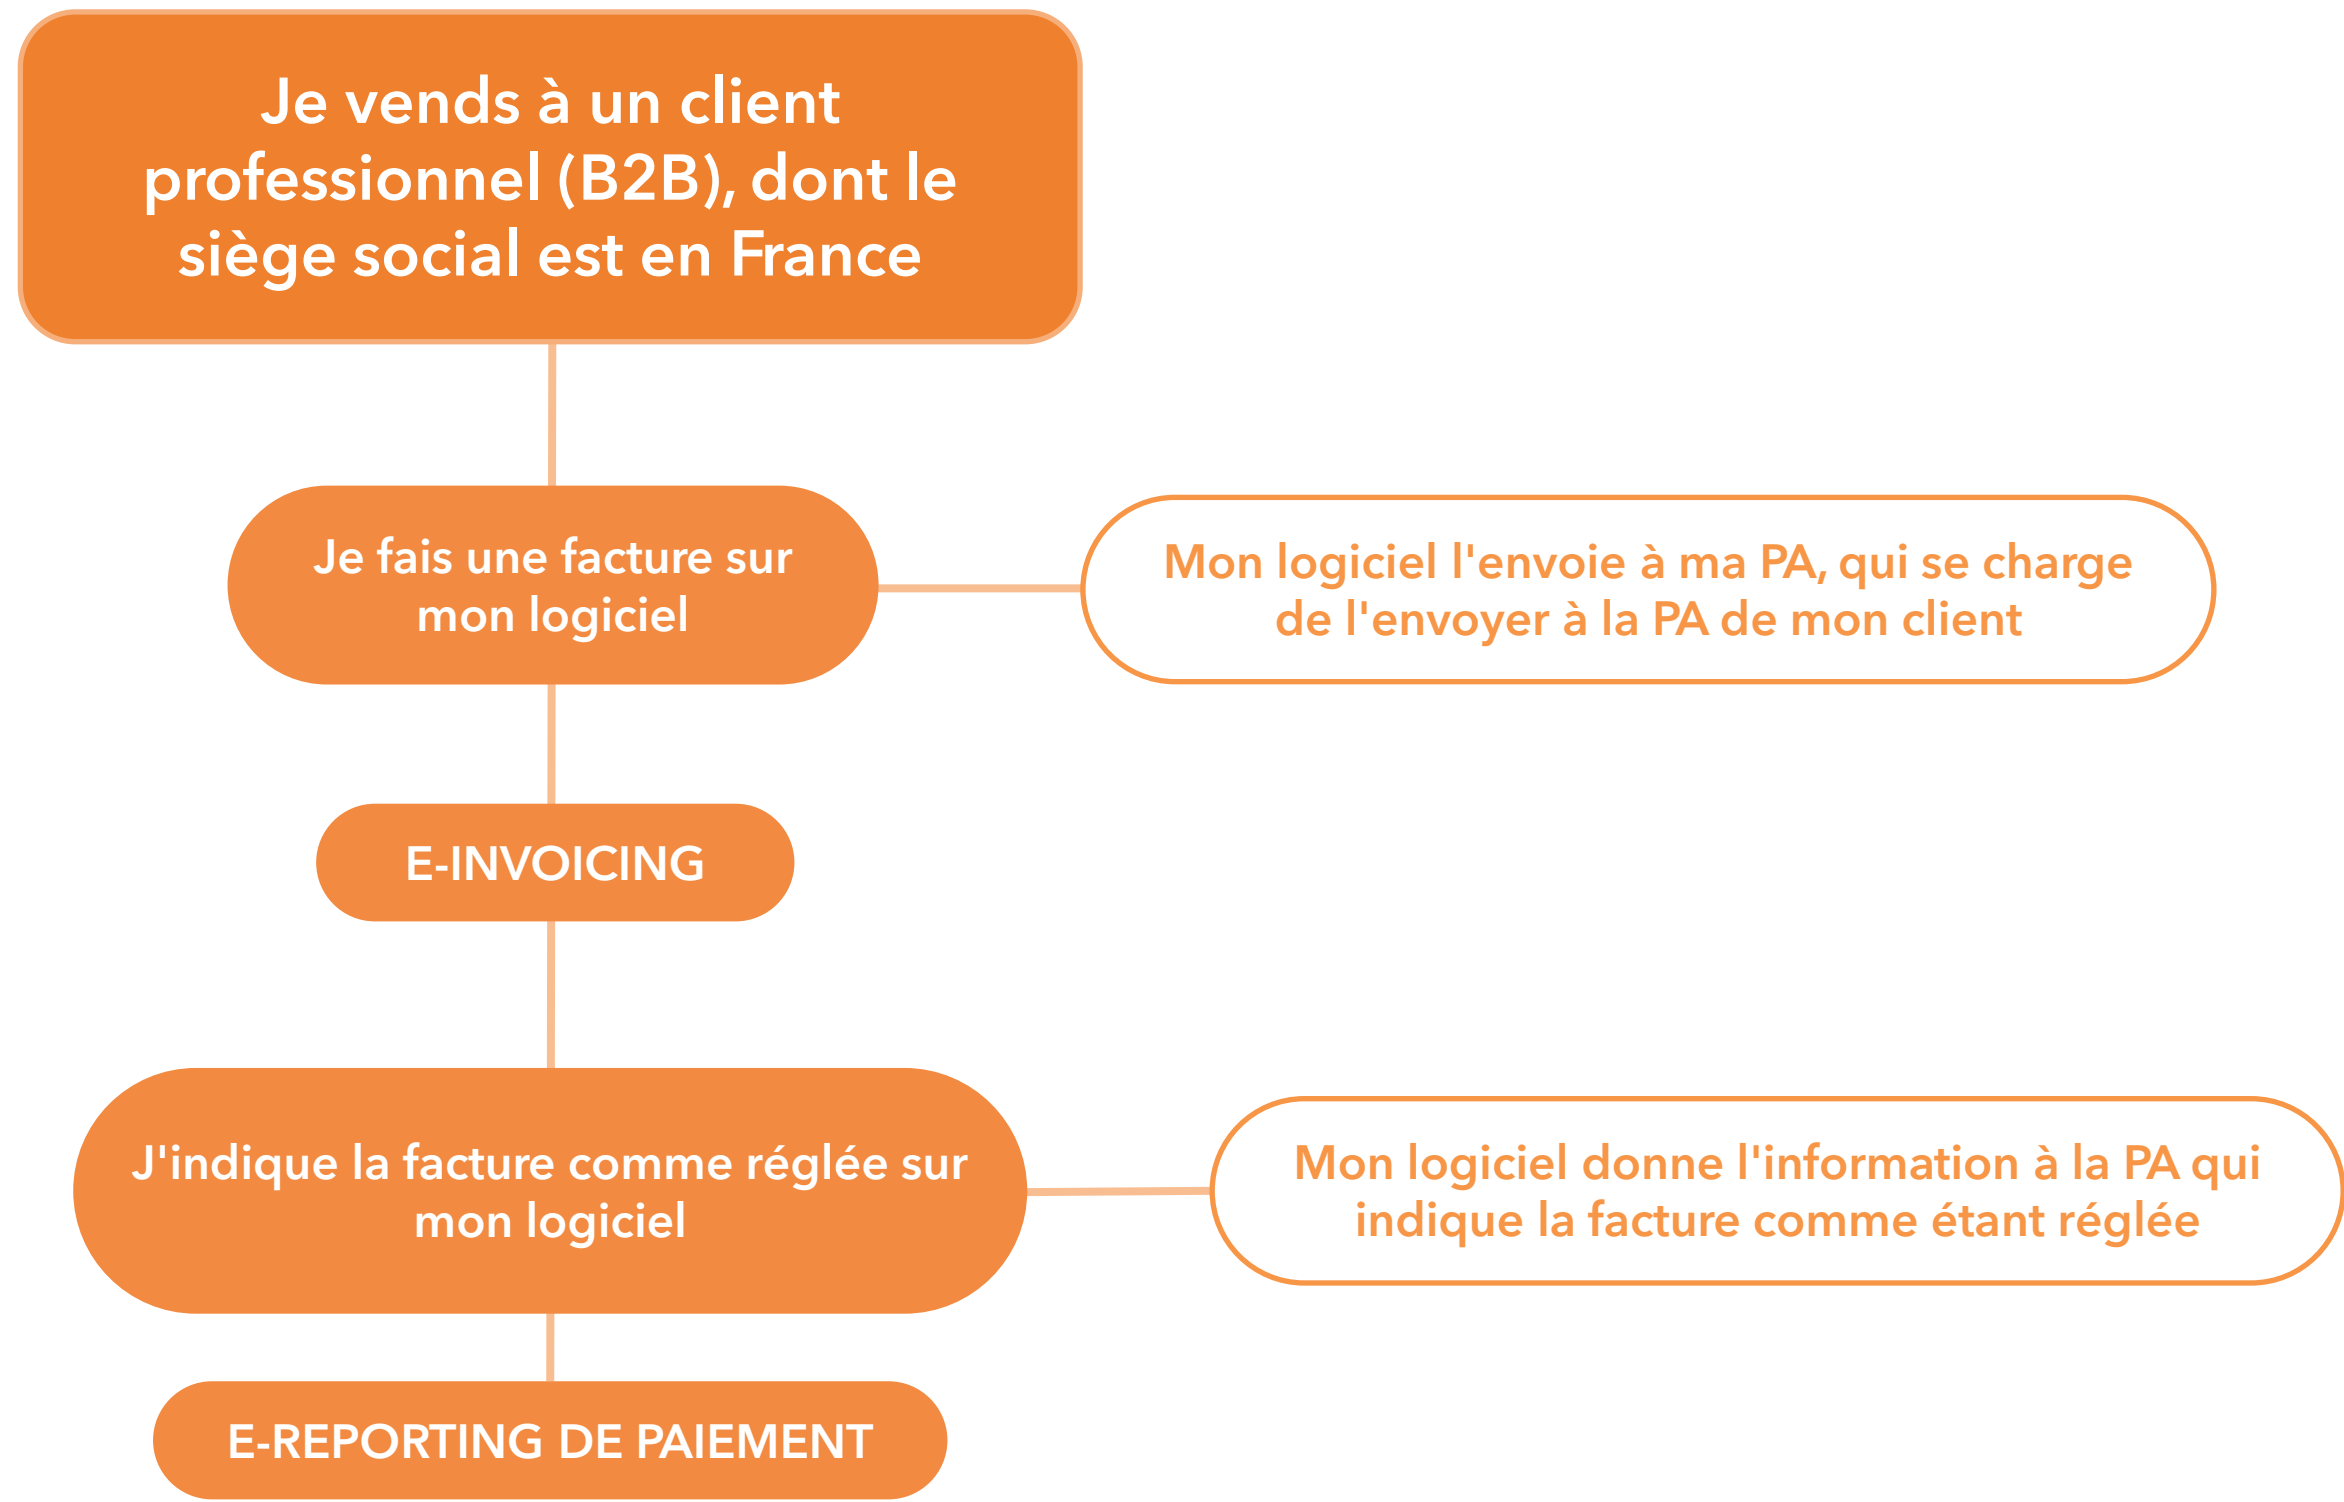 Je vends à un client
professionnel (B2B), dont le
siège social est en France
Je fais une facture sur
mon logiciel
Mon logiciel l'envoie à ma PA, qui se charge
de l'envoyer à la PA de mon client
E-INVOICING
J'indique la facture comme réglée sur
mon logiciel
Mon logiciel donne l'information à la PA qui
indique la facture comme étant réglée
E-REPORTING DE PAIEMENT